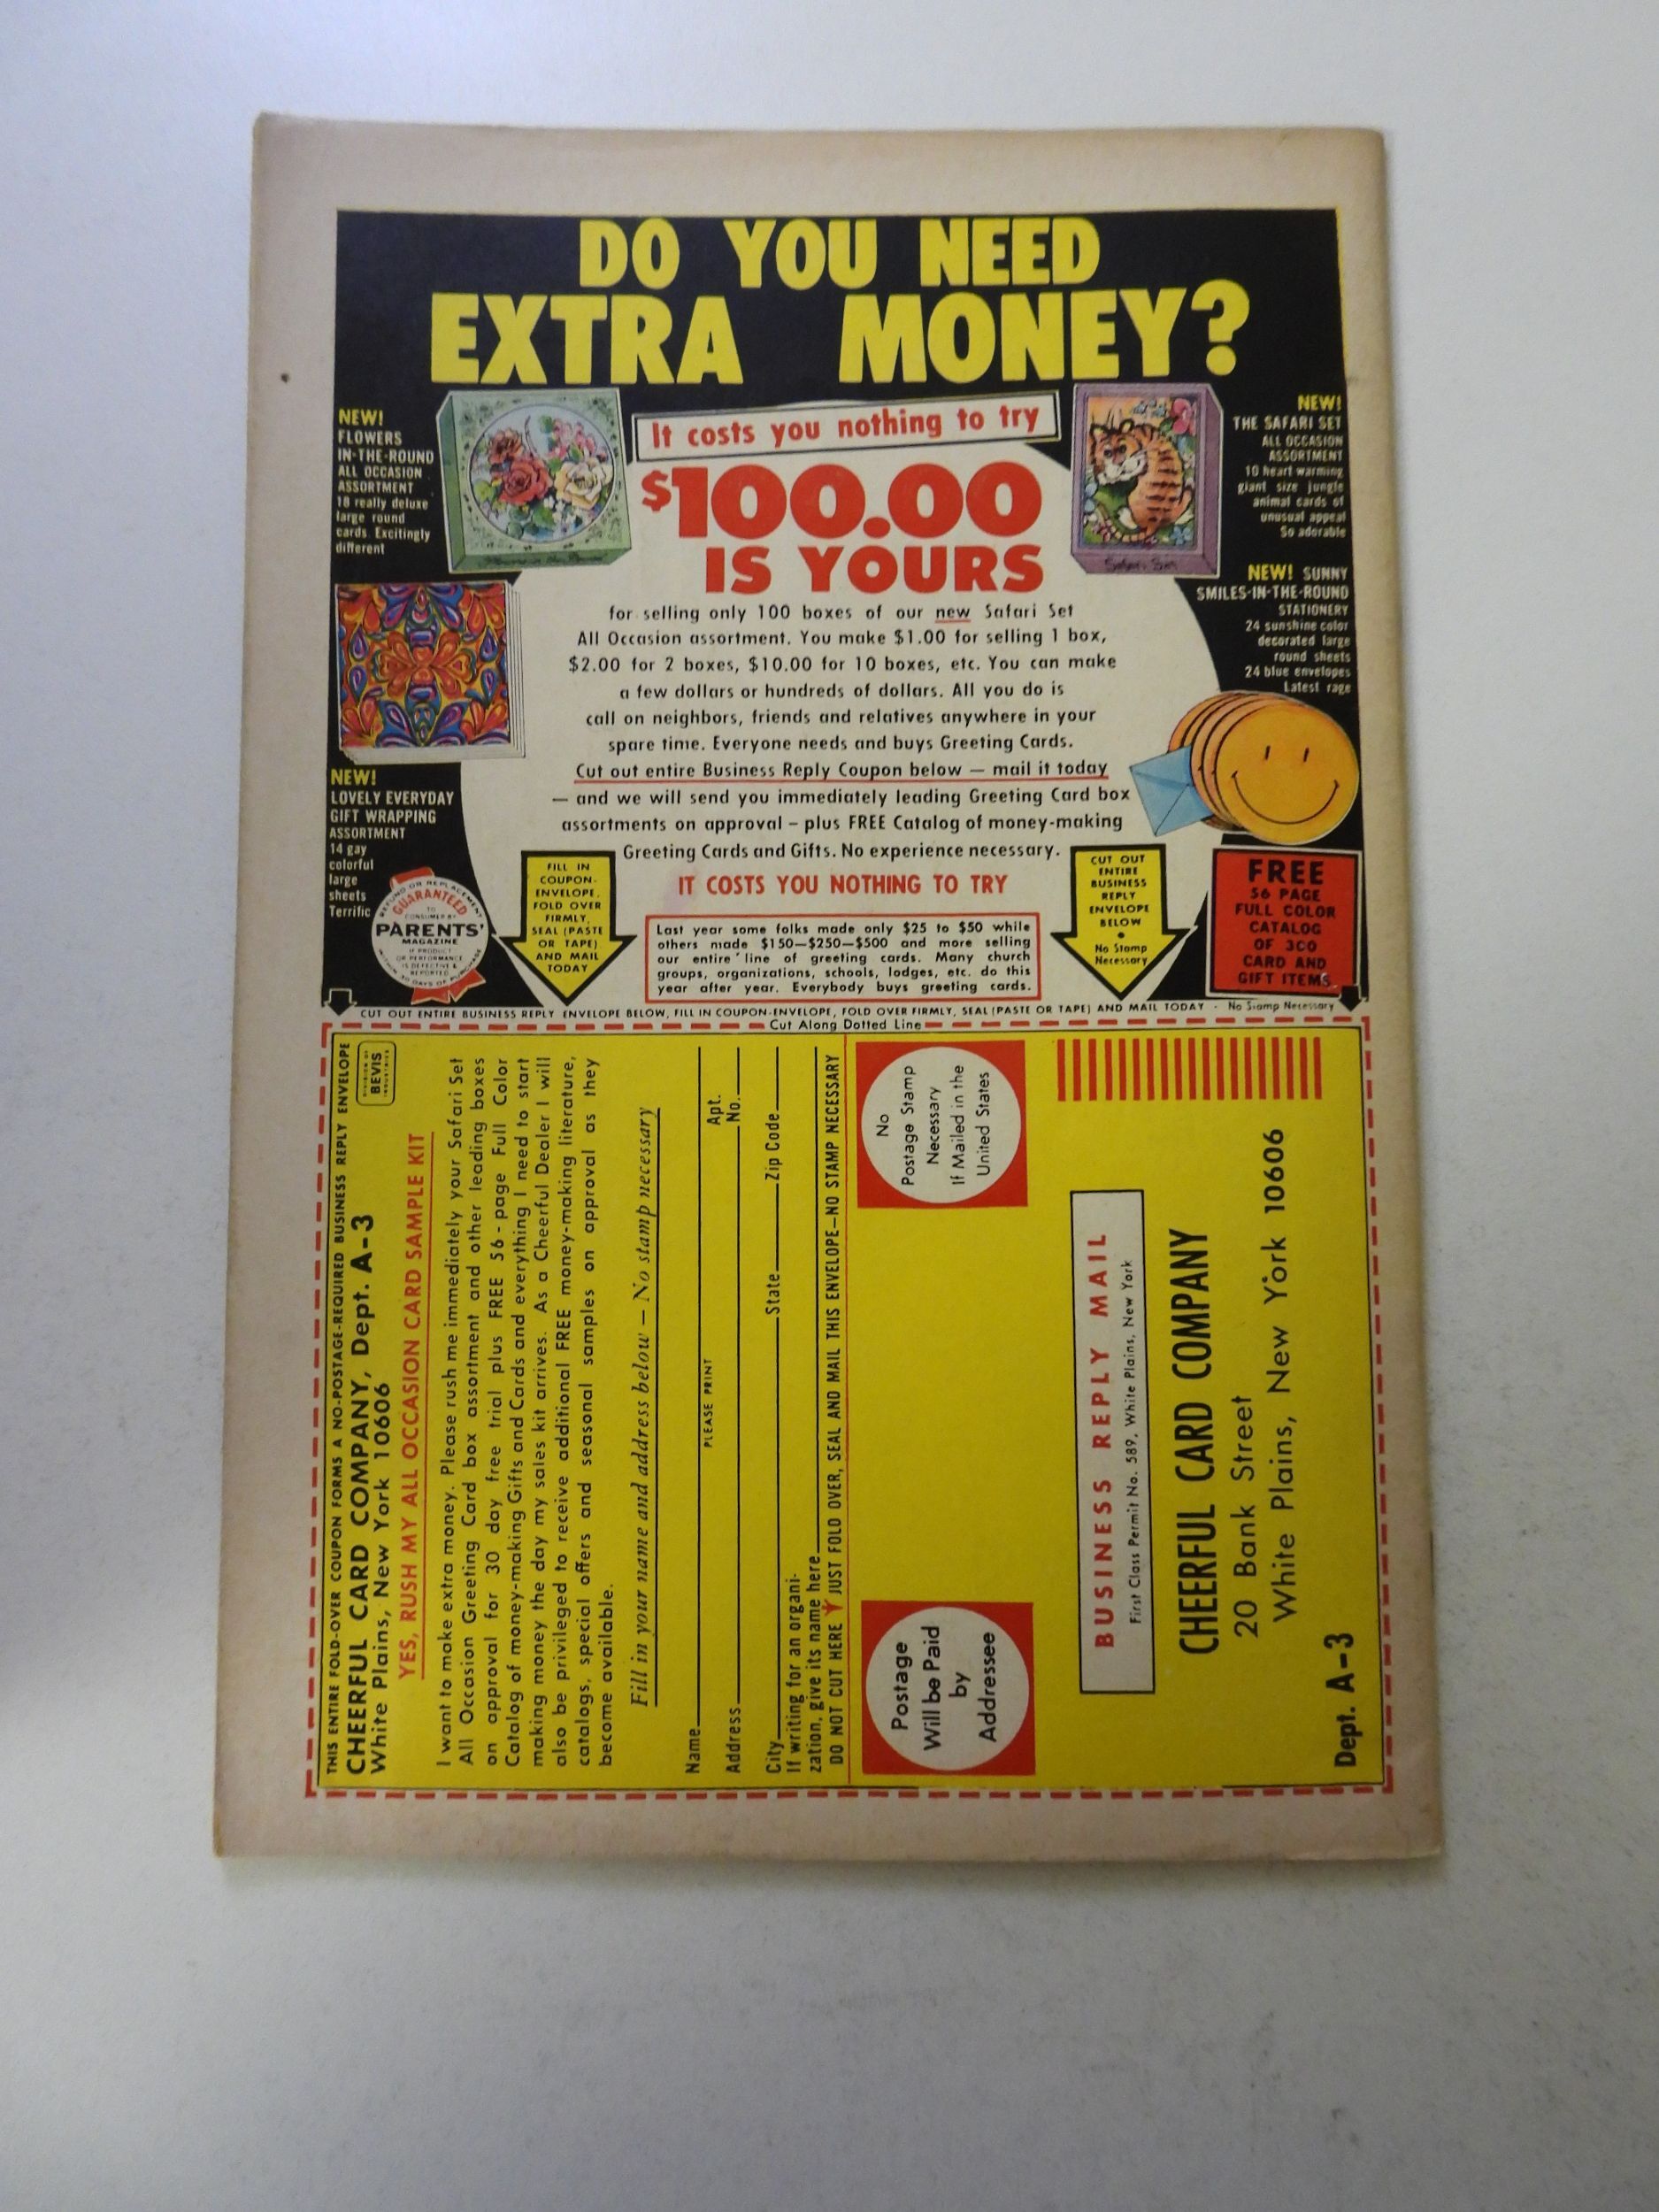 DO YOU NEED
EXTRA MONEY?
NEW!
FLOWERS
IN-THE-ROUND
ALL OCCASION
ASSORTMENT
18 really deluxe
large round
cards. Excitingly
different
It costs you nothing to try
NEW!
THE SAFARI SET
ALL OCCASION
ASSORTMENT
10 heart warming
giant size jungle
animal cards of
unusual appeal
So adorable
Safari Set
$100.00
IS YOURS
for selling only 100 boxes of our new Safari Set
All Occasion assortment. You make $1.00 for selling 1 box,
$2.00 for 2 boxes, $10.00 for 10 boxes, etc. You can make
a few dollars or hundreds of dollars. All you do is
call on neighbors, friends and relatives anywhere in your
spare time. Everyone needs and buys Greeting Cards.
Cut out entire Business Reply Coupon below — mail it today
— and we will send you immediately leading Greeting Card box
assortments on approval – plus FREE Catalog of money-making
Greeting Cards and Gifts. No experience necessary.
IT COSTS YOU NOTHING TO TRY
NEW! SUNNY
SMILES-IN-THE-ROUND
STATIONERY
24 sunshine color
decorated large
round sheets
24 blue envelopes
Latest rage
NEW!
LOVELY EVERYDAY
GIFT WRAPPING
ASSORTMENT
14 gay
colorful
large
sheets
Terrific
REFUND OR REPLACEMENT
GUARANTEED
TO
CONSUMER BY
PARENTS'
MAGAZINE
IF PRODUCT
OR PERFORMANCE
IS DEFECTIVE &
REPORTED
WITHIN 30 DAYS OF PURCHASE
FILL IN
COUPON-
ENVELOPE,
FOLD OVER
FIRMLY,
SEAL (PASTE
OR TAPE)
AND MAIL
TODAY
Last year some folks made only $25 to $50 while
others made $150—$250—$500 and more selling
our entire line of greeting cards. Many church
groups, organizations, schools, lodges, etc. do this
year after year. Everybody buys greeting cards.
CUT OUT
ENTIRE
BUSINESS
REPLY
ENVELOPE
BELOW
•
No Stamp
Necessary
FREE
56 PAGE
FULL COLOR
CATALOG
OF 300
CARD AND
GIFT ITEMS
CUT OUT ENTIRE BUSINESS REPLY ENVELOPE BELOW, FILL IN COUPON-ENVELOPE, FOLD OVER FIRMLY, SEAL (PASTE OR TAPE) AND MAIL TODAY - No Stamp Necessary
Cut Along Dotted Line
THIS ENTIRE FOLD-OVER COUPON FORMS A NO-POSTAGE-REQUIRED BUSINESS REPLY ENVELOPE
CHEERFUL CARD COMPANY, Dept. A-3
White Plains, New York 10606
DIVISION OF
BEVIS
INDUSTRIES
YES, RUSH MY ALL OCCASION CARD SAMPLE KIT
I want to make extra money. Please rush me immediately your Safari Set
All Occasion Greeting Card box assortment and other leading boxes
on approval for 30 day free trial plus FREE 56-page Full Color
Catalog of money-making Gifts and Cards and everything I need to start
making money the day my sales kit arrives. As a Cheerful Dealer I will
also be privileged to receive additional FREE money-making literature,
catalogs, special offers and seasonal samples on approval as they
become available.
Fill in your name and address below — No stamp necessary
Name
PLEASE PRINT
Address Apt. No.
City State Zip Code
If writing for an organi-
zation, give its name here
DO NOT CUT HERE JUST FOLD OVER, SEAL AND MAIL THIS ENVELOPE—NO STAMP NECESSARY
Postage
Will be Paid
by
Addressee
No
Postage Stamp
Necessary
If Mailed in the
United States
BUSINESS REPLY MAIL
First Class Permit No. 589, White Plains, New York
CHEERFUL CARD COMPANY
20 Bank Street
White Plains, New York 10606
Dept. A-3